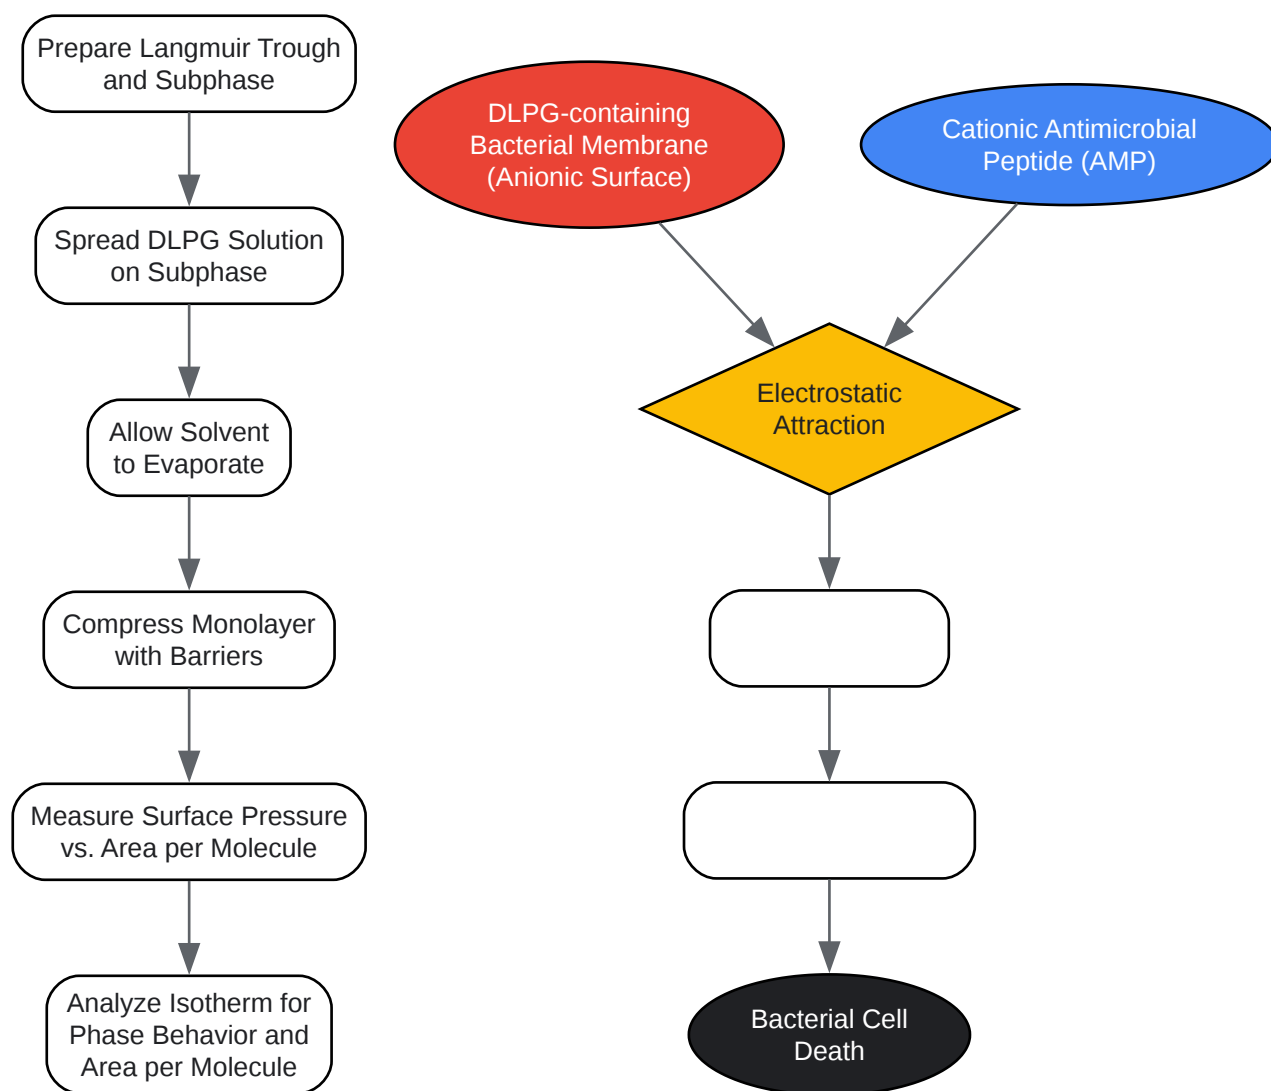 Prepare Langmuir Trough
and Subphase
Spread DLPG Solution
on Subphase
Allow Solvent
to Evaporate
Compress Monolayer
with Barriers
Measure Surface Pressure
vs. Area per Molecule
Analyze Isotherm for
Phase Behavior and
Area per Molecule
DLPG-containing
Bacterial Membrane
(Anionic Surface)
Cationic Antimicrobial
Peptide (AMP)
Electrostatic
Attraction
Bacterial Cell
Death